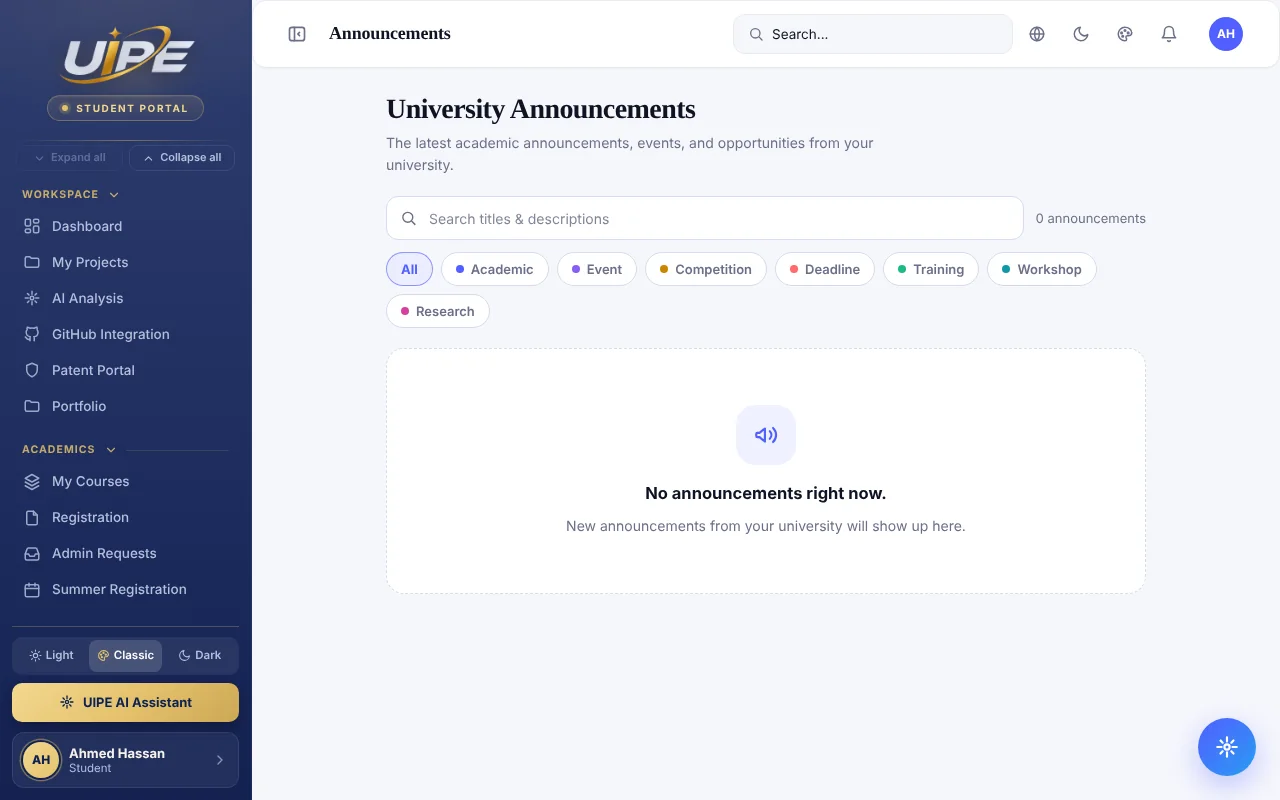 UIPE
STUDENT PORTAL
Expand all
Collapse all
WORKSPACE
Dashboard
My Projects
AI Analysis
GitHub Integration
Patent Portal
Portfolio
ACADEMICS
My Courses
Registration
Admin Requests
Summer Registration
Light
Classic
Dark
UIPE AI Assistant
AH
Ahmed Hassan
Student
Announcements
Search...
AH
University Announcements
The latest academic announcements, events, and opportunities from your
university.
Search titles & descriptions
0 announcements
All
Academic
Event
Competition
Deadline
Training
Workshop
Research
No announcements right now.
New announcements from your university will show up here.